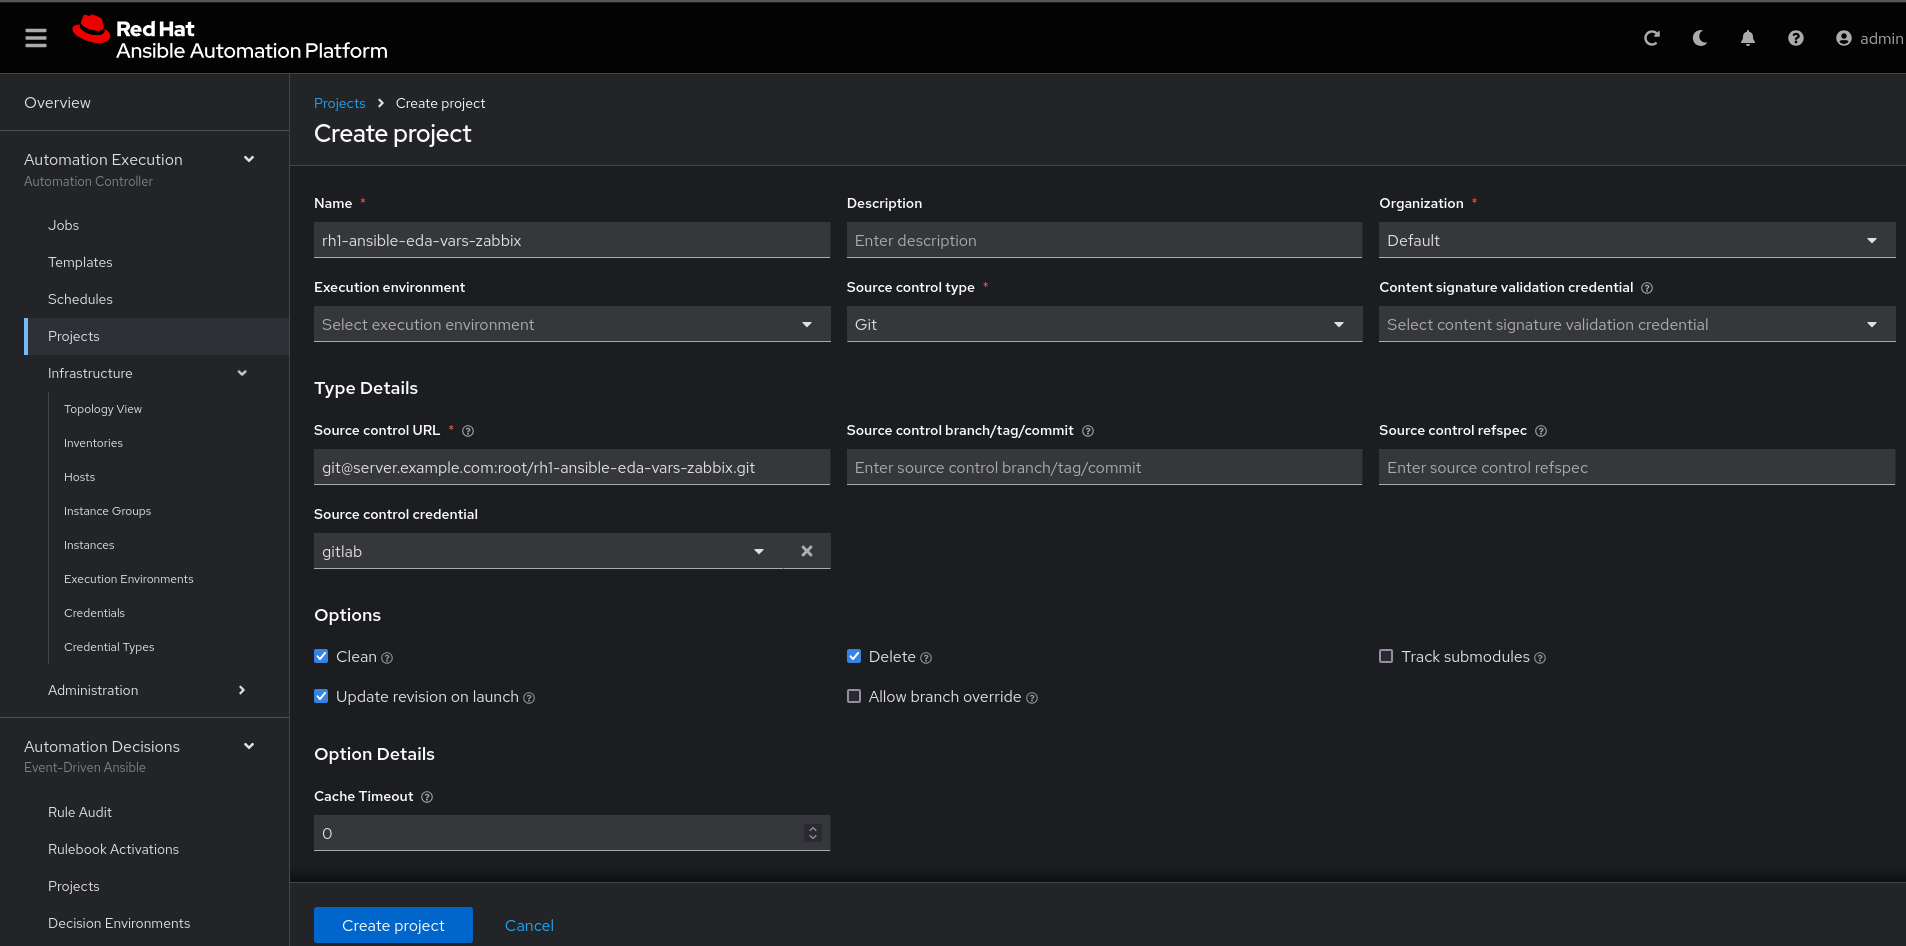 Red Hat
Ansible Automation Platform
admin
Overview
Automation Execution
Automation Controller
Jobs
Templates
Schedules
Projects
Infrastructure
Topology View
Inventories
Hosts
Instance Groups
Instances
Execution Environments
Credentials
Credential Types
Administration
Automation Decisions
Event-Driven Ansible
Rule Audit
Rulebook Activations
Projects
Decision Environments
Projects > Create project
Create project
Name * Description Organization *
rh1-ansible-eda-vars-zabbix Enter description Default
Execution environment Source control type * Content signature validation credential
Select execution environment Git Select content signature validation credential
Type Details
Source control URL * Source control branch/tag/commit Source control refspec
git@server.example.com:root/rh1-ansible-eda-vars-zabbix.git Enter source control branch/tag/commit Enter source control refspec
Source control credential
gitlab
Options
Clean Delete Track submodules
Update revision on launch Allow branch override
Option Details
Cache Timeout
0
Create project Cancel